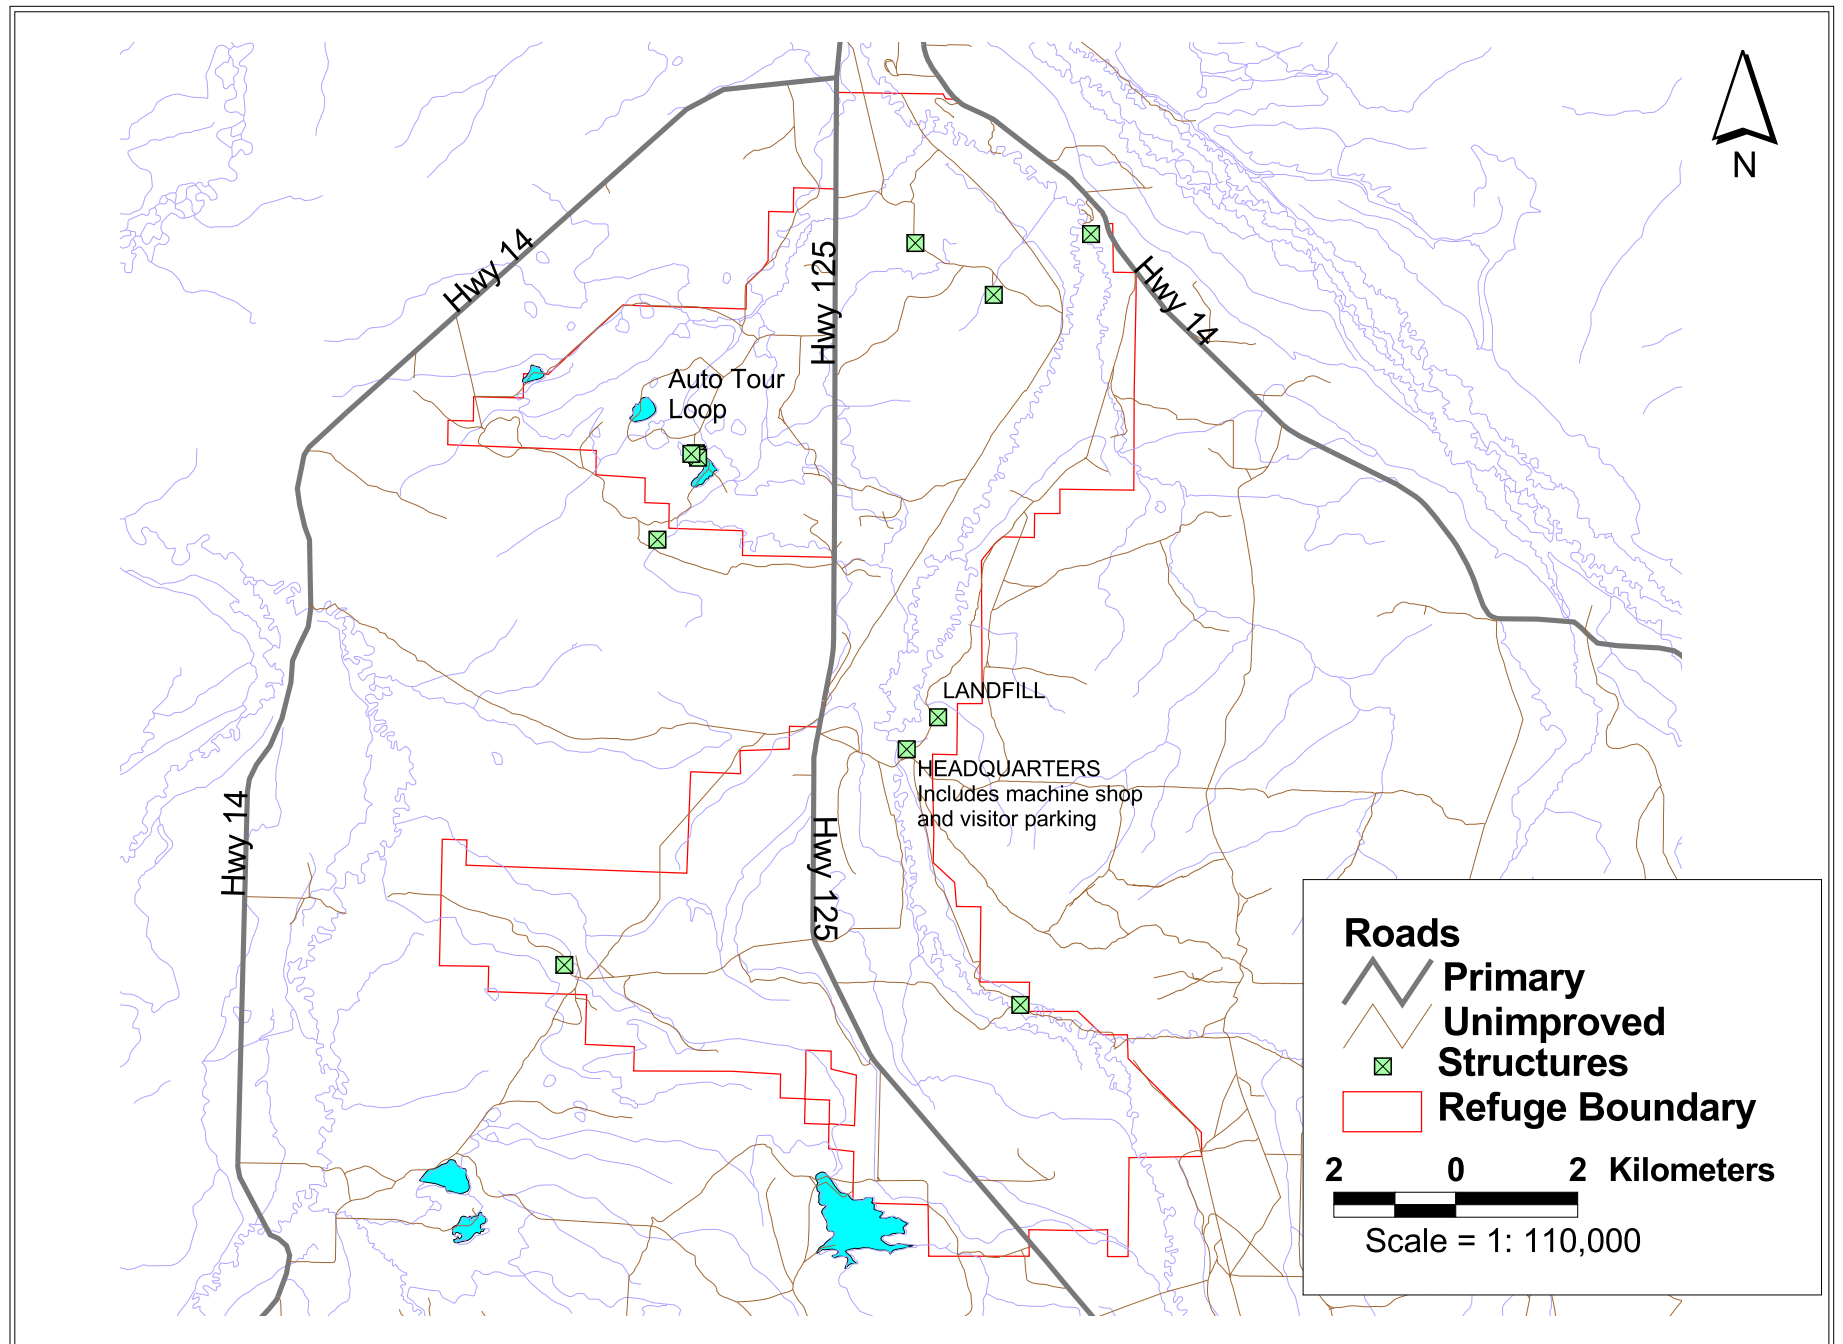 N
Hwy 14
Hwy 125
Hwy 14
Auto Tour
Loop
LANDFILL
HEADQUARTERS
Includes machine shop
and visitor parking
Hwy 14
Hwy 125
Roads
Primary
Unimproved
Structures
Refuge Boundary
2 0 2 Kilometers
Scale = 1: 110,000